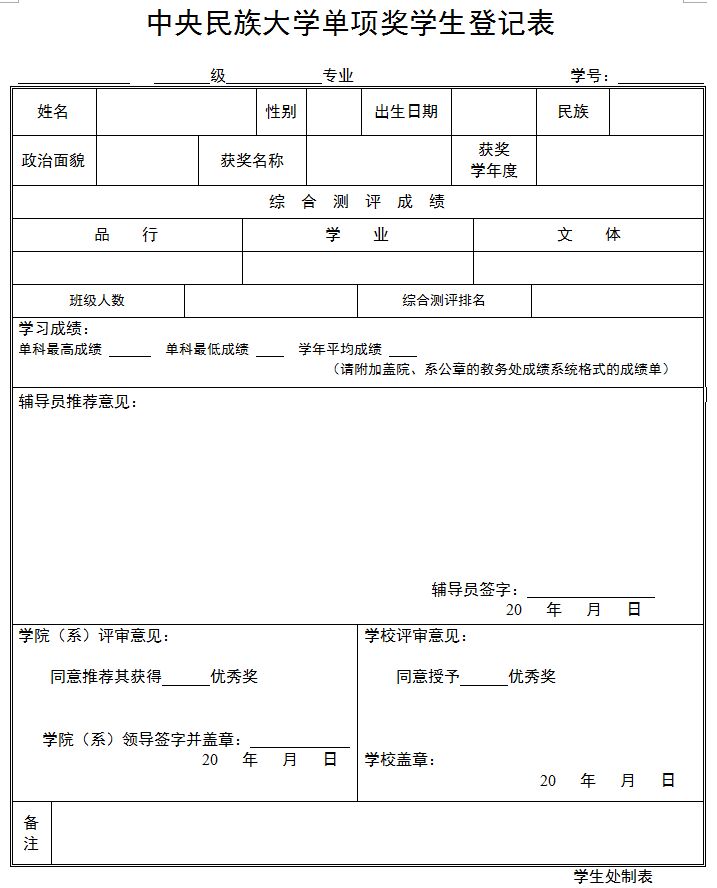 中央民族大学单项奖学生登记表
__________ ______级__________专业 学号：__________
姓名 性别 出生日期 民族
政治面貌 获奖名称 获奖
学年度
综 合 测 评 成 绩
品 行 学 业 文 体
班级人数 综合测评排名
学习成绩：
单科最高成绩 ______ 单科最低成绩 ____ 学年平均成绩 ____
（请附加盖院、系公章的教务处成绩系统格式的成绩单）
辅导员推荐意见：
辅导员签字：________________
20 年 月 日
学院（系）评审意见：
同意推荐其获得______优秀奖
学院（系）领导签字并盖章：____________
20 年 月 日
学校评审意见：
同意授予______优秀奖
学校盖章：
20 年 月 日
备
注
学生处制表